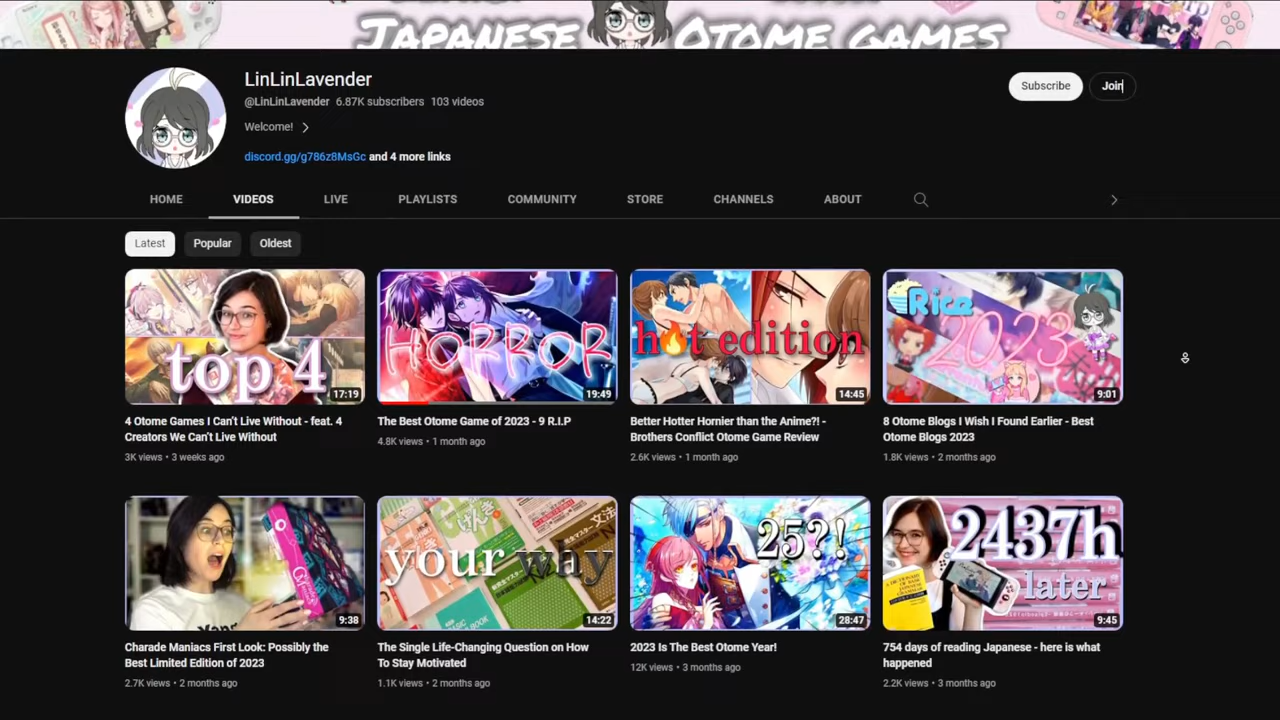 JAPANESE OTOME GAMES
LinLinLavender
@LinLinLavender 6.87K subscribers 103 videos
Welcome!
discord.gg/g786z8MsGc and 4 more links
Subscribe
Join
HOME VIDEOS LIVE PLAYLISTS COMMUNITY STORE CHANNELS ABOUT
Latest Popular Oldest
top 4
17:19
HORROR
19:49
hot edition
14:45
Rice
2023
9:01
4 Otome Games I Can't Live Without - feat. 4
Creators We Can't Live Without
3K views • 3 weeks ago
The Best Otome Game of 2023 - 9 R.I.P
4.8K views • 1 month ago
Better Hotter Hornier than the Anime?! -
Brothers Conflict Otome Game Review
2.6K views • 1 month ago
8 Otome Blogs I Wish I Found Earlier - Best
Otome Blogs 2023
1.8K views • 2 months ago
9:38
げんき
文法
your way
14:22
25?!
28:47
2437h
later
9:45
Charade Maniacs First Look: Possibly the
Best Limited Edition of 2023
2.7K views • 2 months ago
The Single Life-Changing Question on How
To Stay Motivated
1.1K views • 2 months ago
2023 Is The Best Otome Year!
12K views • 3 months ago
754 days of reading Japanese - here is what
happened
2.2K views • 3 months ago